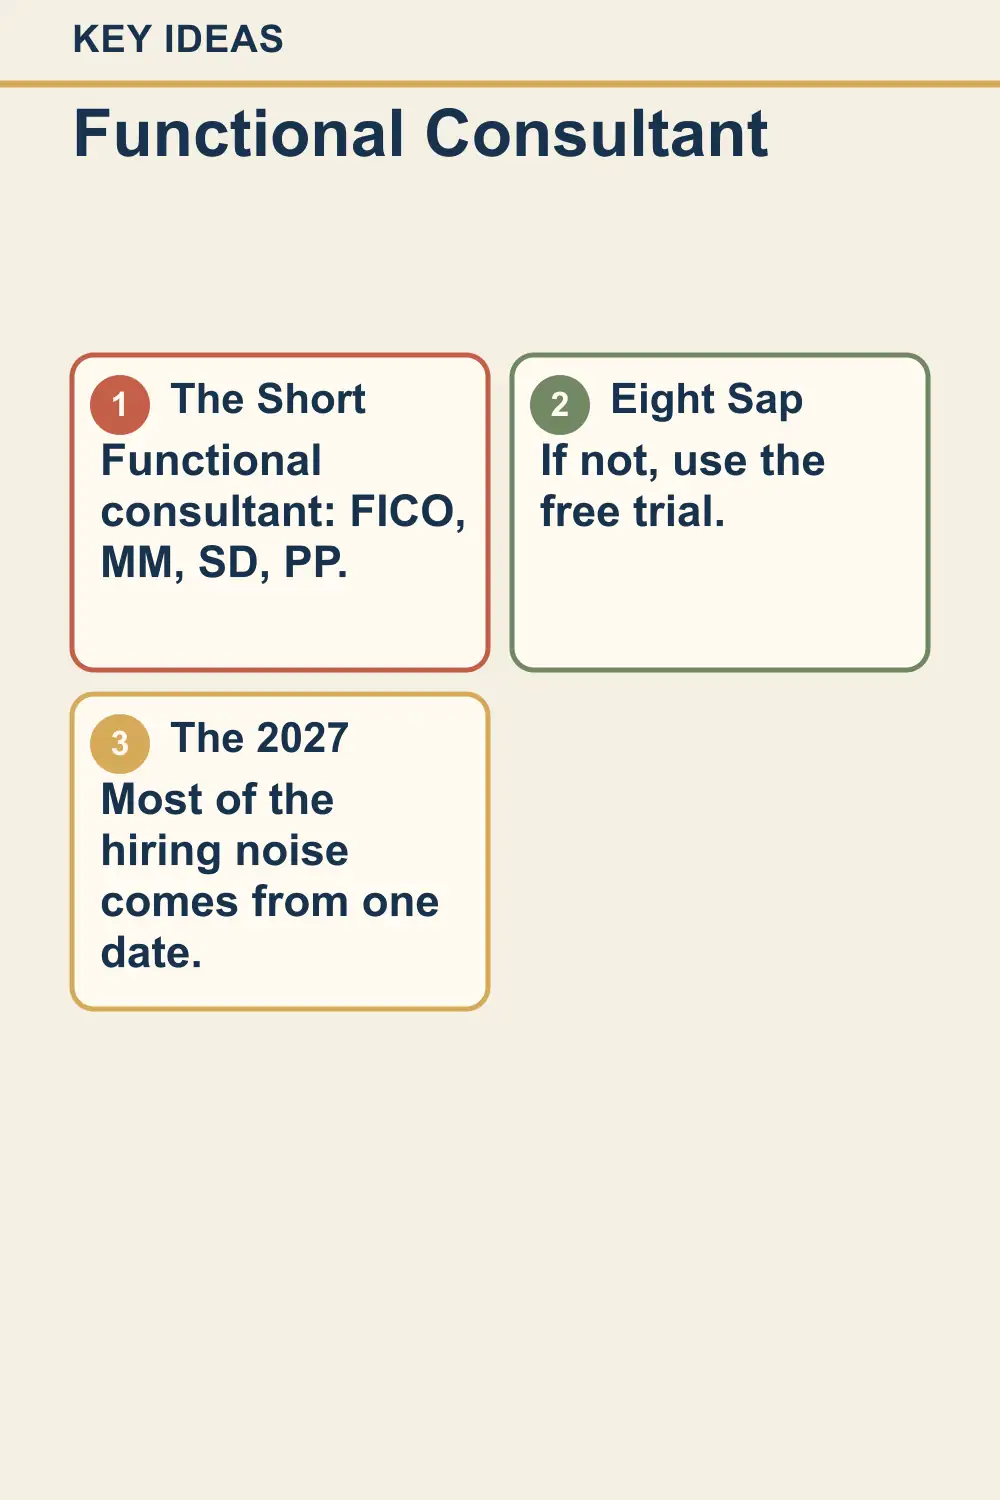 KEY IDEAS
Functional Consultant
1 The Short
Functional
consultant: FICO,
MM, SD, PP.
2 Eight Sap
If not, use the
free trial.
3 The 2027
Most of the
hiring noise
comes from one
date.